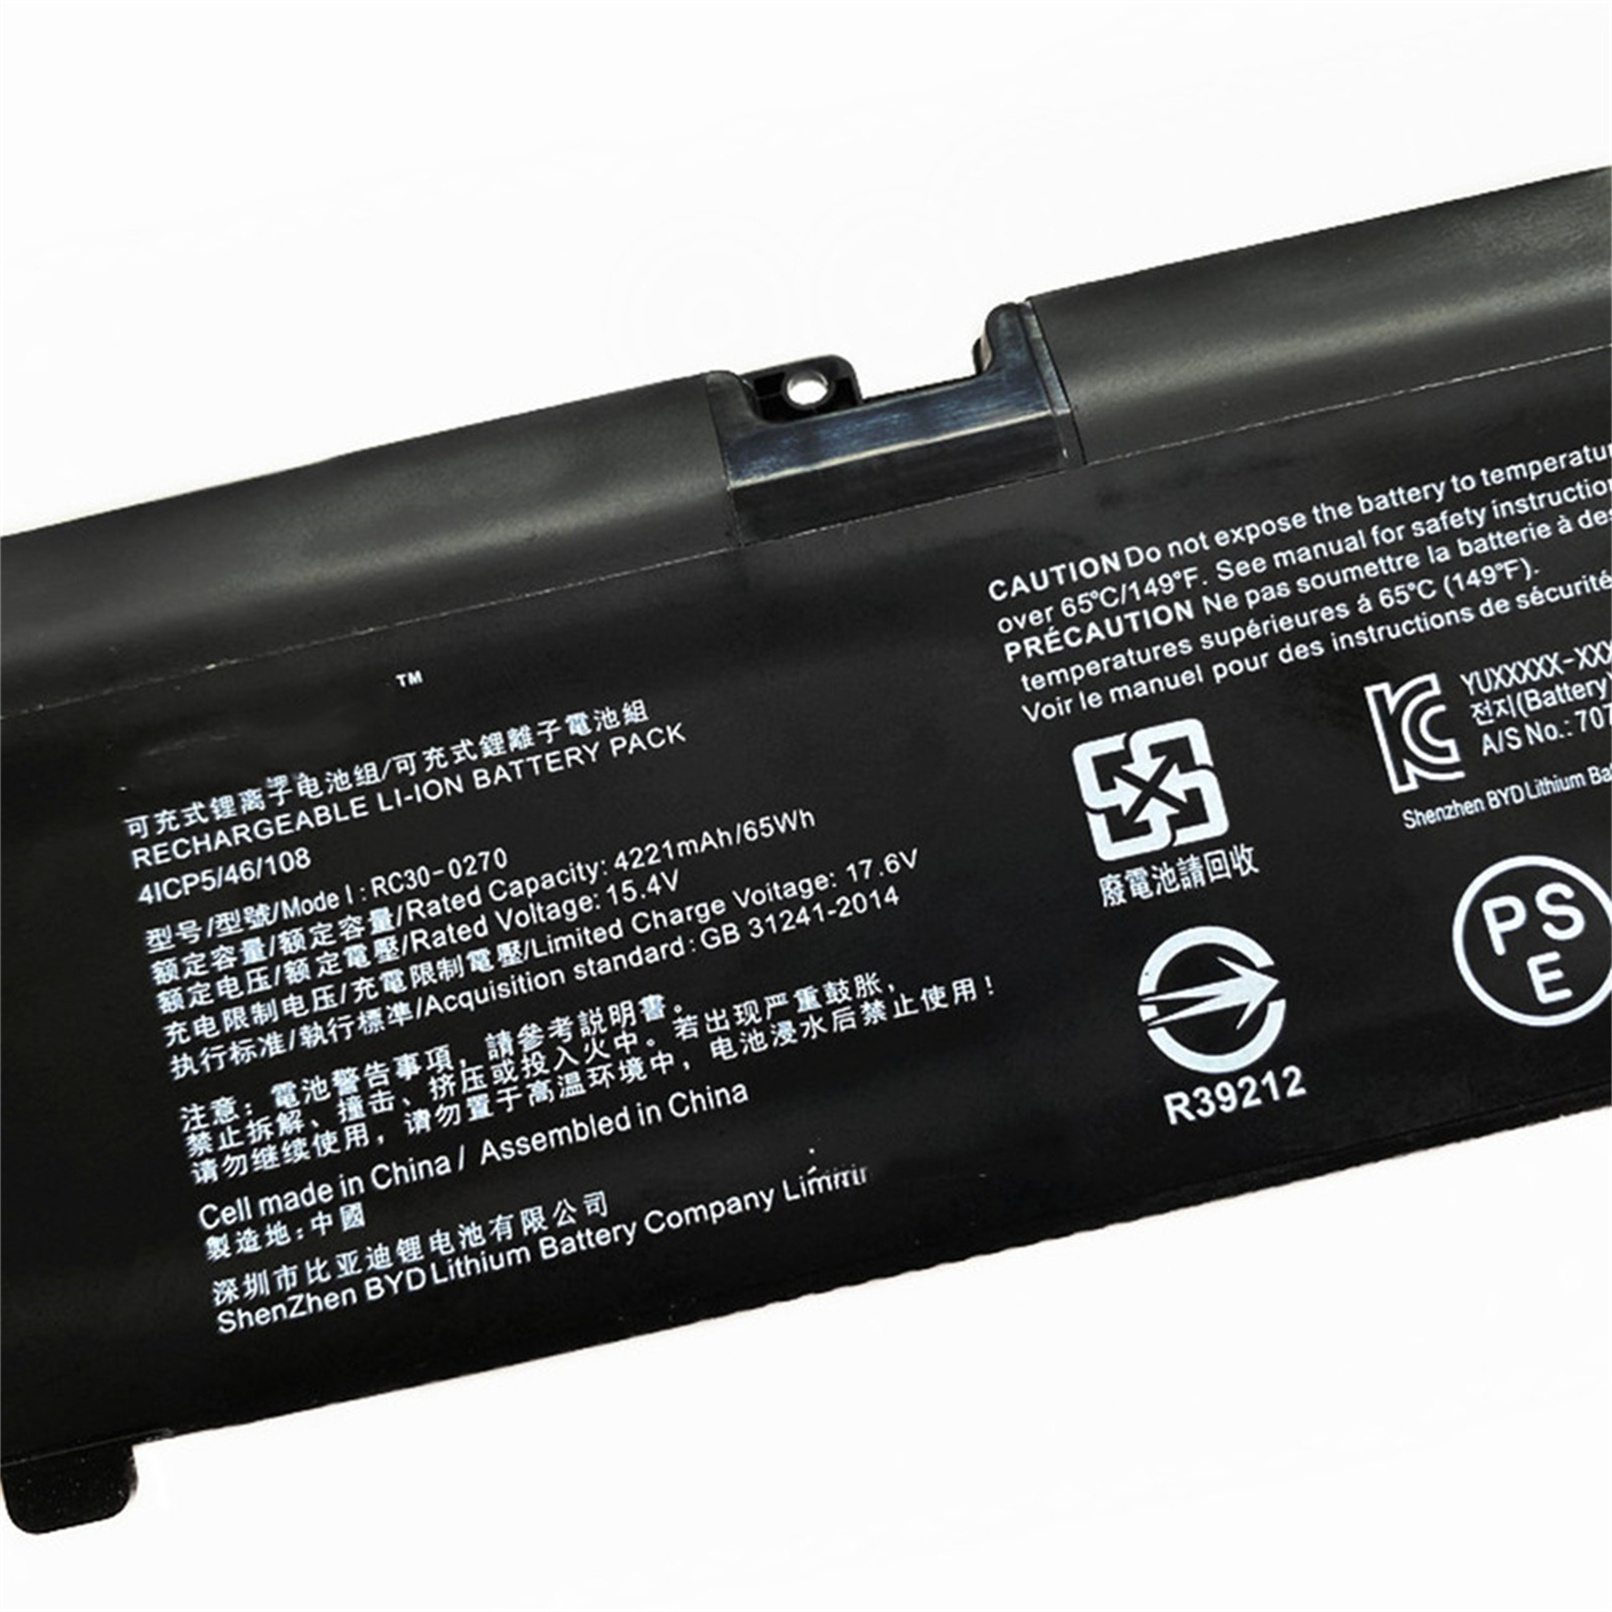 ™
可充式锂离子电池组/可充式鋰離子電池組
RECHARGEABLE LI-ION BATTERY PACK
4ICP5/46/108
型号/型號/Mode l : RC30-0270
额定容量/额定容量/Rated Capacity: 4221mAh/65Wh
额定电压/额定電壓/Rated Voltage: 15.4V
充电限制电压/充電限制電壓/Limited Charge Voitage: 17.6V
执行标准/執行標準/Acquisition standard: GB 31241-2014
注意: 電池警告事項, 請參考説明書。
禁止拆解、撞击、挤压或投入火中。若出现严重鼓胀,
请勿继续使用, 请勿置于高温环境中, 电池浸水后禁止使用!
Cell made in China / Assembled in China
製造地: 中國
深圳市比亚迪锂电池有限公司
ShenZhen BYD Lithium Battery Company
CAUTION Do not expose the battery to
over 65°C/149°F. See manual for safety
PRÉCAUTION Ne pas soumettre la batterie à
temperatures supérieures á 65°C (149°F).
Voir le manuel pour des instructions de sécurité
廢電池請回收
R39212
YUXXXXX-XXX
전지(Battery)
A/S No.: 707
Shenzhen BYD Lithium
PS
E